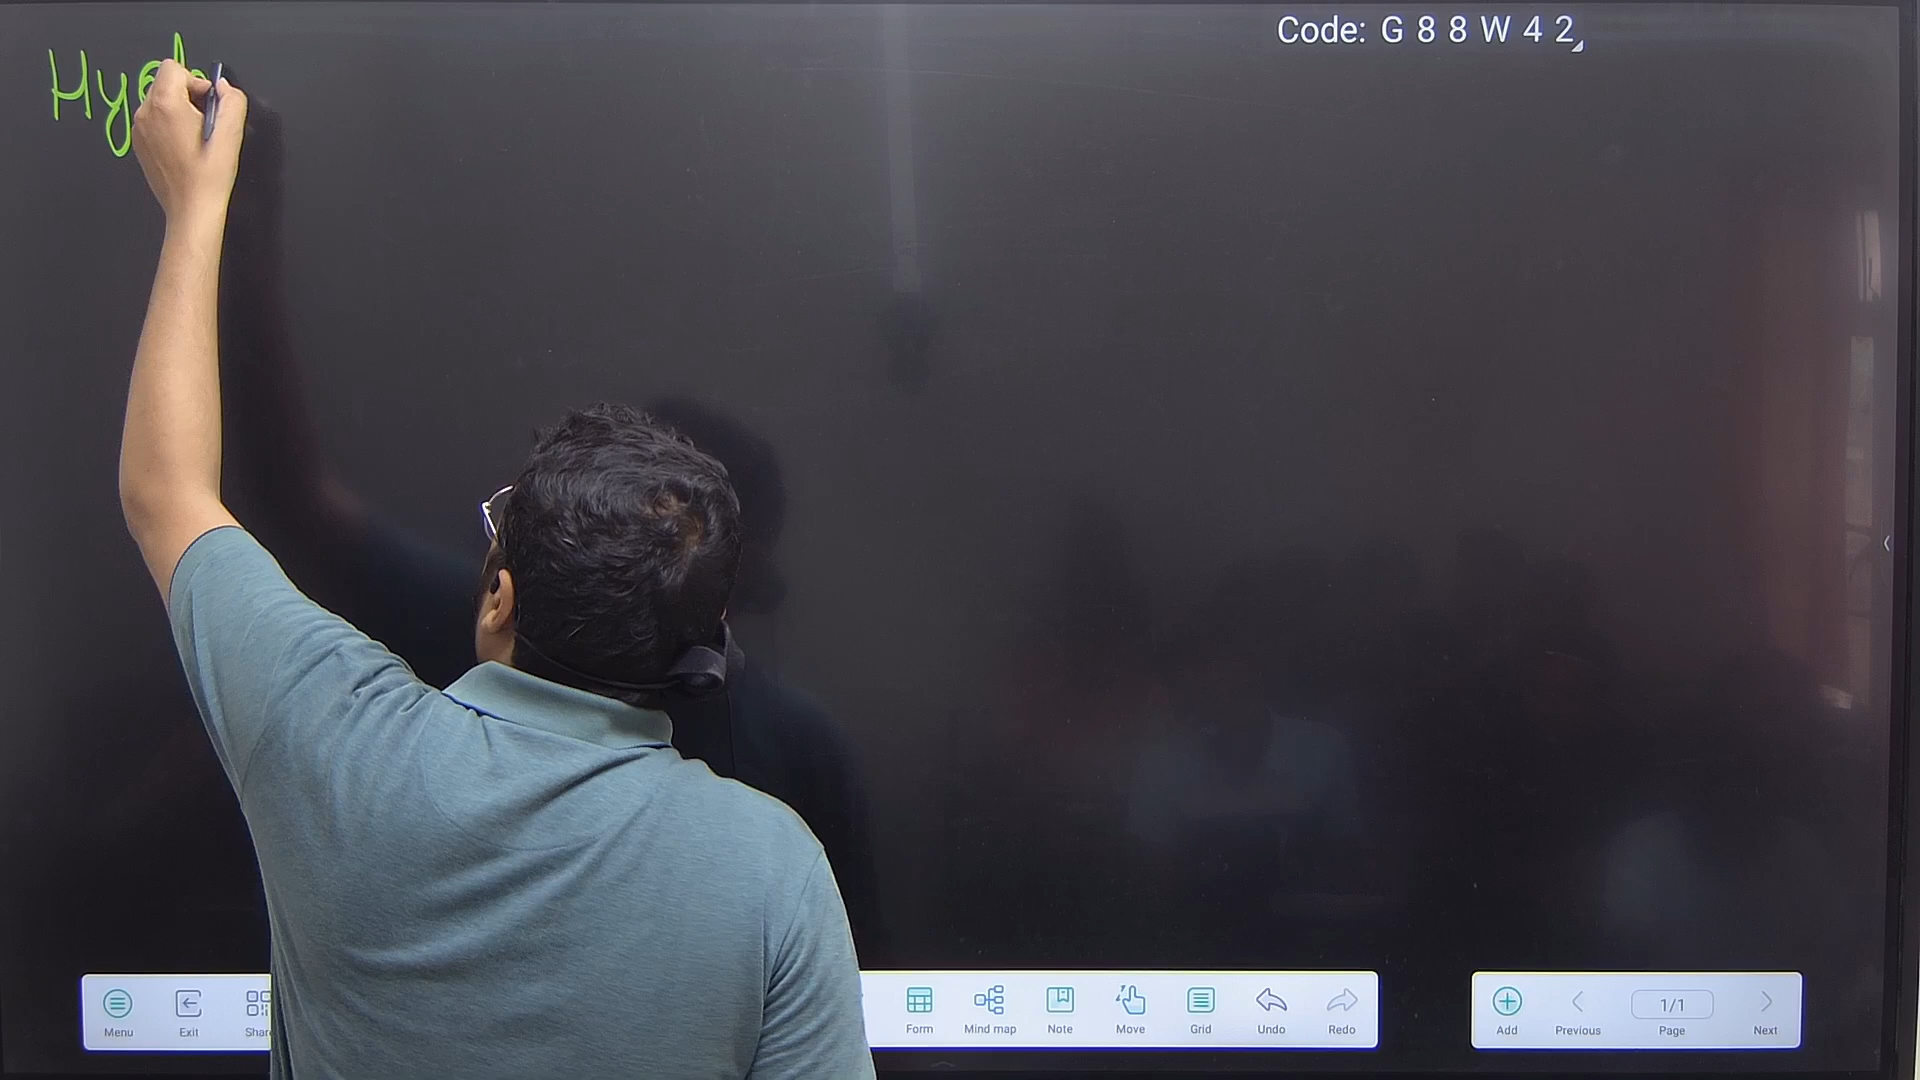 Code: G 8 8 W 4 2
Hyd
Menu Exit Form Mind map Note Move Grid Undo Redo Add Previous 1/1 Page Next